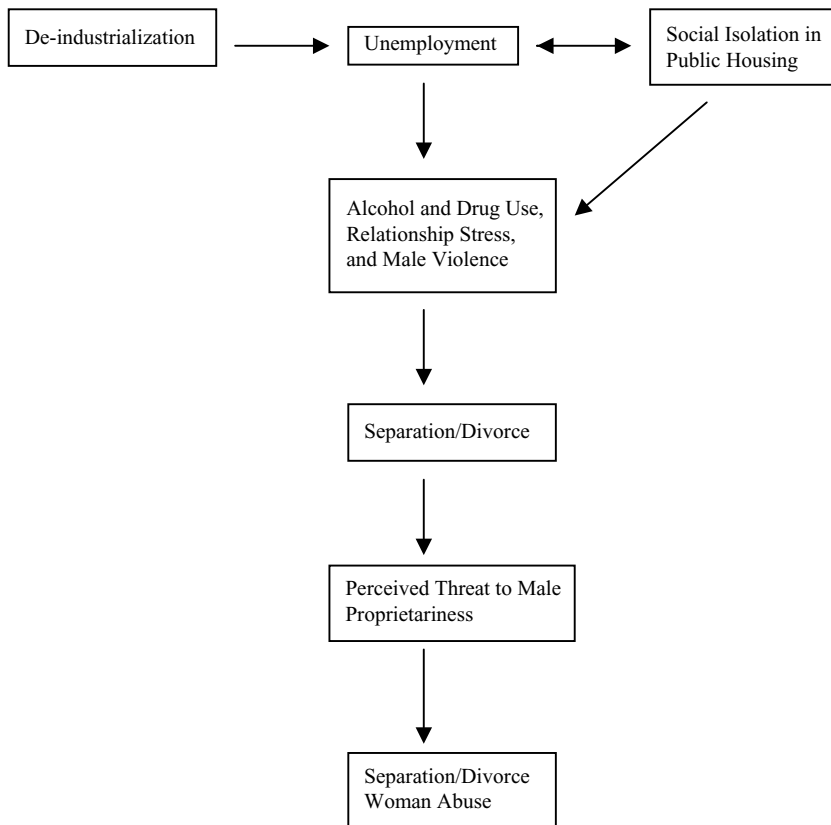 De-industrialization
Unemployment
Social Isolation in
Public Housing
Alcohol and Drug Use,
Relationship Stress,
and Male Violence
Separation/Divorce
Perceived Threat to Male
Proprietariness
Separation/Divorce
Woman Abuse